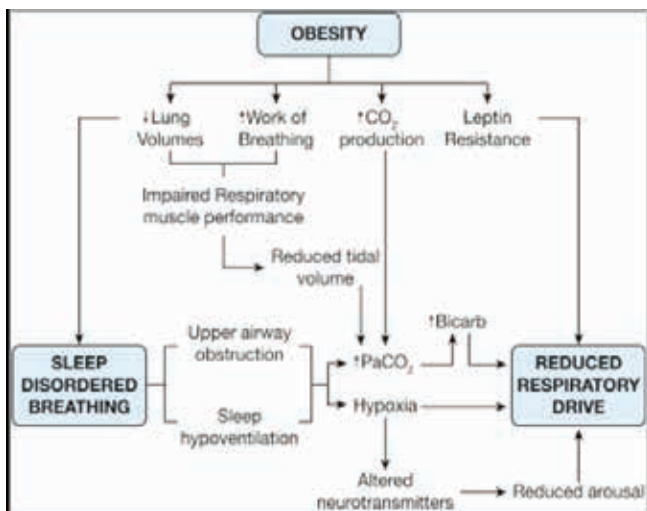 OBESITY
↓Lung
Volumes
↑Work of
Breathing
↑CO₂
production
Leptin
Resistance
Impaired Respiratory
muscle performance
Reduced tidal
volume
Upper airway
obstruction
↑Bicarb
SLEEP
DISORDERED
BREATHING
↑PaCO₂
REDUCED
RESPIRATORY
DRIVE
Sleep
hypoventilation
Hypoxia
Altered
neurotransmitters
Reduced arousal